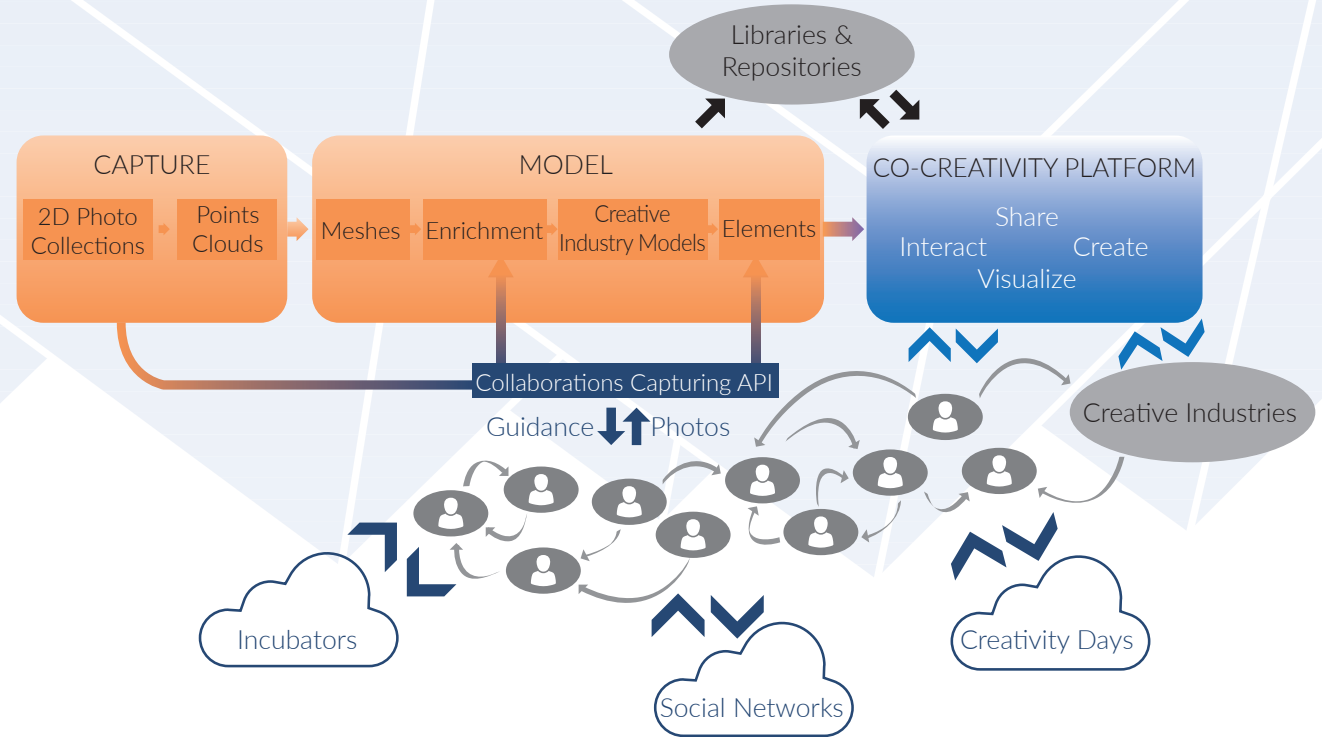 Libraries &
Repositories
CAPTURE
2D Photo
Collections
Points
Clouds
MODEL
Meshes
Enrichment
Creative
Industry Models
Elements
CO-CREATIVITY PLATFORM
Share
Interact Create
Visualize
Collaborations Capturing API
Guidance Photos
Creative Industries
Incubators
Social Networks
Creativity Days